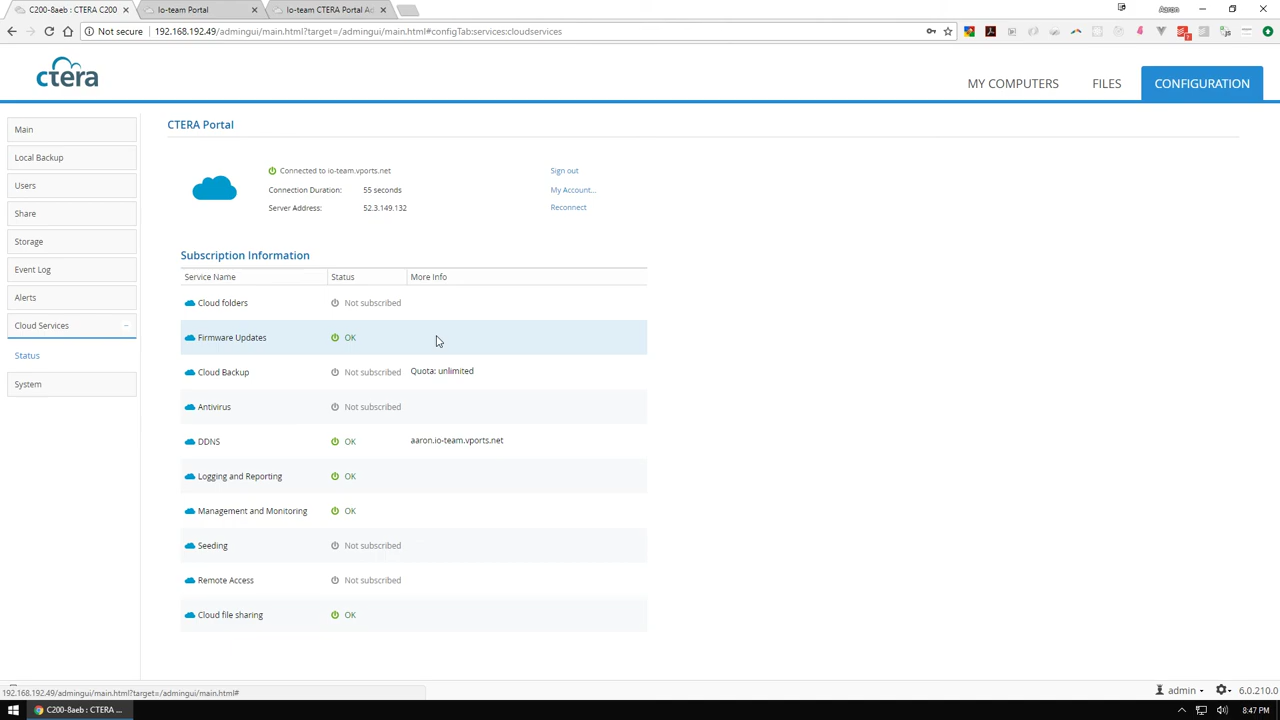 C200-8aeb : CTERA C200
Io-team Portal
Io-team CTERA Portal Ad
Aaron
Not secure
192.168.192.49/admingui/main.html?target=/admingui/main.html#configTab:services:cloudservices
ctera
MY COMPUTERS
FILES
CONFIGURATION
Main
Local Backup
Users
Share
Storage
Event Log
Alerts
Cloud Services
Status
System
CTERA Portal
Connected to io-team.vports.net
Sign out
Connection Duration: 55 seconds
My Account...
Server Address: 52.3.149.132
Reconnect
Subscription Information
Service Name Status More Info
Cloud folders Not subscribed
Firmware Updates OK
Cloud Backup Not subscribed Quota: unlimited
Antivirus Not subscribed
DDNS OK aaron.io-team.vports.net
Logging and Reporting OK
Management and Monitoring OK
Seeding Not subscribed
Remote Access Not subscribed
Cloud file sharing OK
192.168.192.49/admingui/main.html?target=/admingui/main.html#
admin
6.0.210.0
C200-8aeb : CTERA ...
8:47 PM